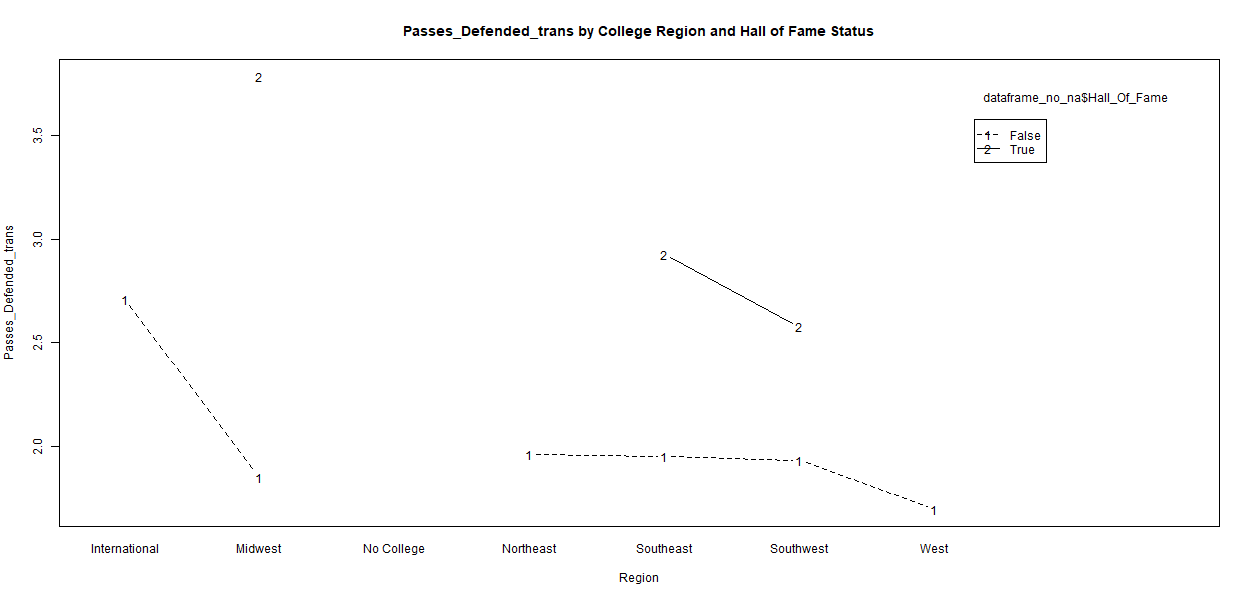 Passes_Defended_trans by College Region and Hall of Fame Status
2
dataframe_no_na$Hall_Of_Fame
1 False
2 True
3.5
3.0
2.5
2.0
Passes_Defended_trans
2
1
2
1
1
1
1
1
International Midwest No College Northeast Southeast Southwest West
Region